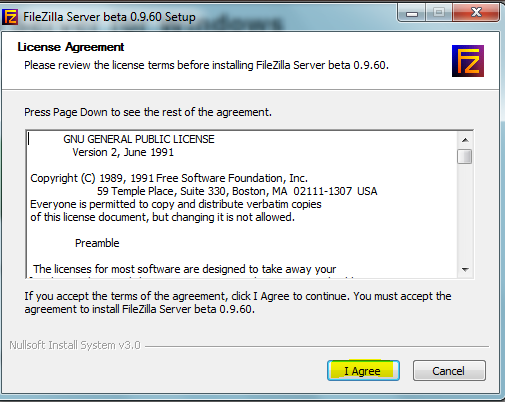 FileZilla Server beta 0.9.60 Setup
License Agreement
Please review the license terms before installing FileZilla Server beta 0.9.60.
Press Page Down to see the rest of the agreement.
GNU GENERAL PUBLIC LICENSE
Version 2, June 1991
Copyright (C) 1989, 1991 Free Software Foundation, Inc.
59 Temple Place, Suite 330, Boston, MA 02111-1307 USA
Everyone is permitted to copy and distribute verbatim copies
of this license document, but changing it is not allowed.
Preamble
The licenses for most software are designed to take away your
If you accept the terms of the agreement, click I Agree to continue. You must accept the
agreement to install FileZilla Server beta 0.9.60.
Nullsoft Install System v3.0
I Agree
Cancel